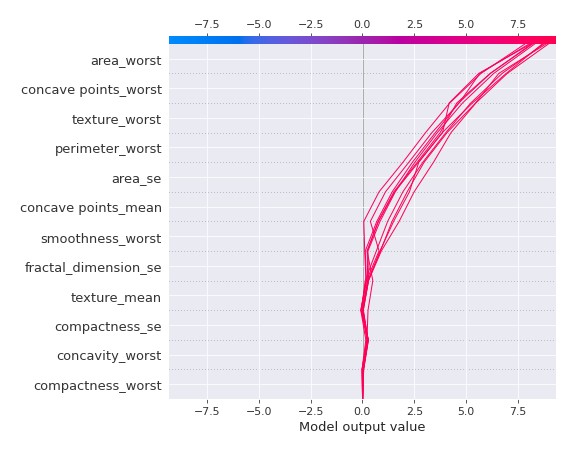 −7.5 −5.0 −2.5 0.0 2.5 5.0 7.5
area_worst
concave points_worst
texture_worst
perimeter_worst
area_se
concave points_mean
smoothness_worst
fractal_dimension_se
texture_mean
compactness_se
concavity_worst
compactness_worst
−7.5 −5.0 −2.5 0.0 2.5 5.0 7.5
Model output value